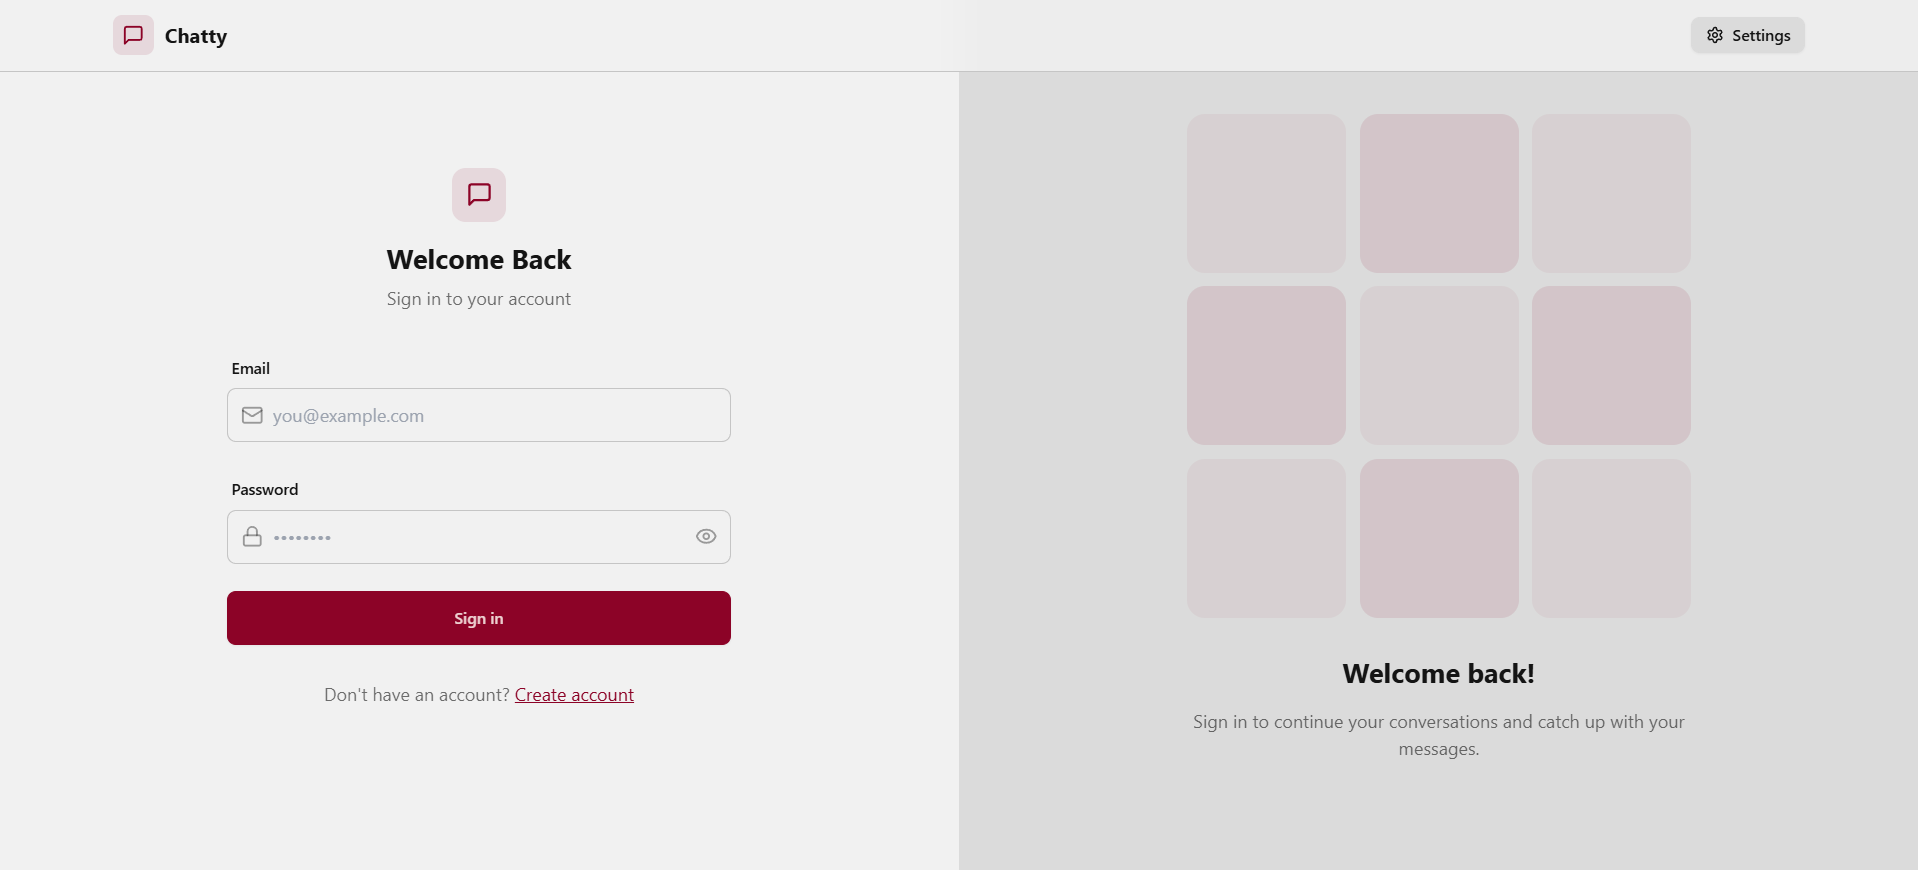 Chatty
Settings
Welcome Back
Sign in to your account
Email
you@example.com
Password
••••••••
Sign in
Don't have an account? Create account
Welcome back!
Sign in to continue your conversations and catch up with your
messages.